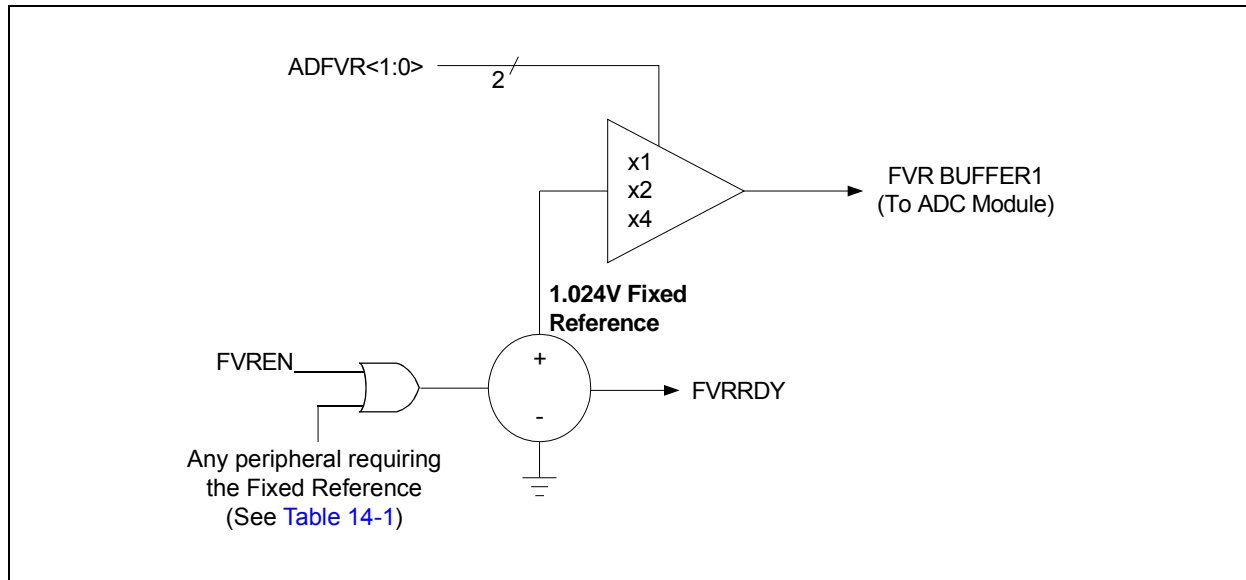 ADFVR<1:0>
2
x1
x2
x4
FVR BUFFER1
(To ADC Module)
1.024V Fixed
Reference
FVREN
+
-
FVRRDY
Any peripheral requiring
the Fixed Reference
(See Table 14-1)